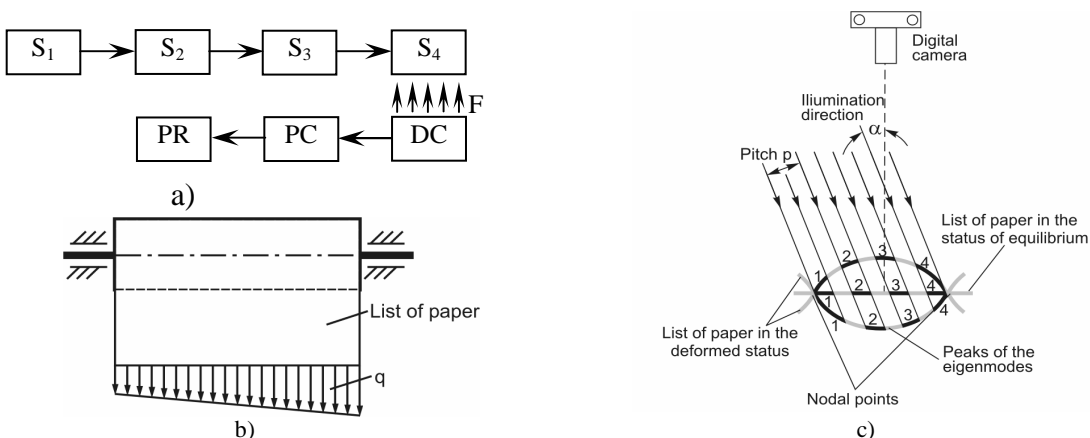 S1
S2
S3
S4
F
PR
PC
DC
a)
List of paper
q
b)
Digital
camera
Illumination
direction
α
Pitch p
List of paper in the
status of equilibrium
1
2
3
4
1
2
3
4
1
2
3
4
List of paper in the
deformed status
Peaks of the
eigenmodes
Nodal points
c)